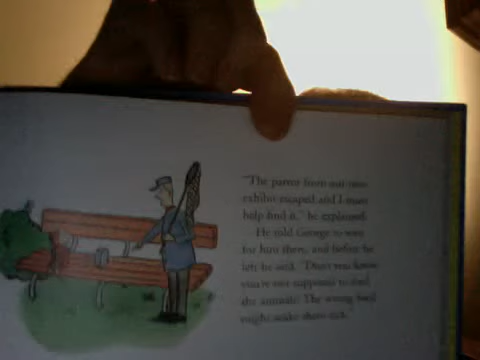 "The parrot from our new
exhibit escaped and I must
help find it," he explained.
He told George to wait
for him there, and before he
left he said, "Don't you know
you're not supposed to feed
the animals? The wrong food
might make them sick.